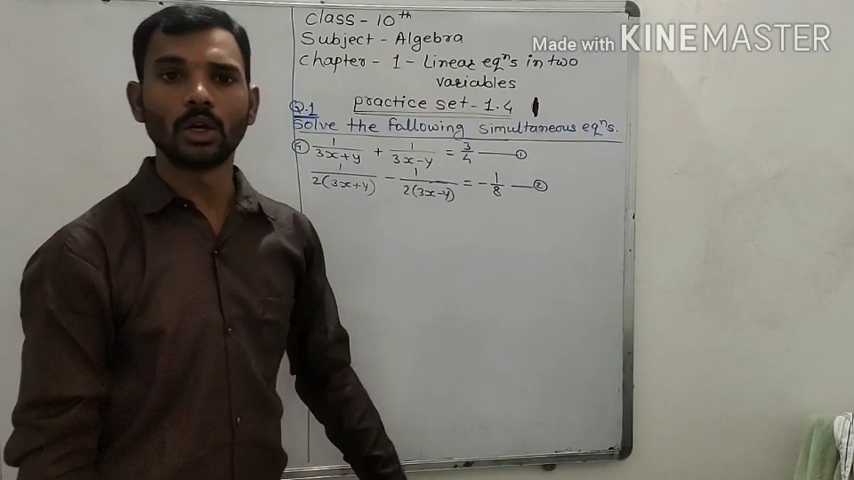 Class - 10th
Subject - Algebra
Made with KINEMASTER
Chapter - 1 - Linear eqns in two
variables
practice set - 1.4
Q.1
Solve the following simultaneous eqns.
4) 1/(3x+y) + 1/(3x-y) = 3/4 — ①
1/2(3x+y) - 1/2(3x-y) = -1/8 — ②